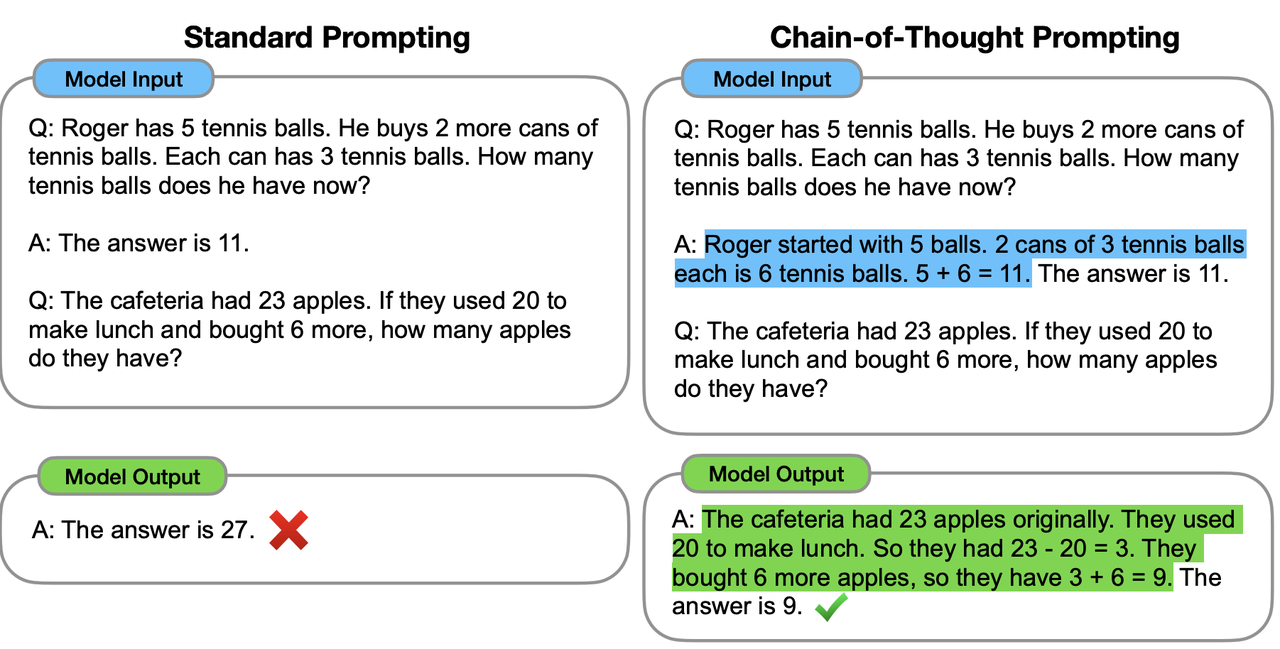 Standard Prompting
Model Input
Q: Roger has 5 tennis balls. He buys 2 more cans of
tennis balls. Each can has 3 tennis balls. How many
tennis balls does he have now?
A: The answer is 11.
Q: The cafeteria had 23 apples. If they used 20 to
make lunch and bought 6 more, how many apples
do they have?
Model Output
A: The answer is 27.
Chain-of-Thought Prompting
Model Input
Q: Roger has 5 tennis balls. He buys 2 more cans of
tennis balls. Each can has 3 tennis balls. How many
tennis balls does he have now?
A: Roger started with 5 balls. 2 cans of 3 tennis balls
each is 6 tennis balls. 5 + 6 = 11. The answer is 11.
Q: The cafeteria had 23 apples. If they used 20 to
make lunch and bought 6 more, how many apples
do they have?
Model Output
A: The cafeteria had 23 apples originally. They used
20 to make lunch. So they had 23 - 20 = 3. They
bought 6 more apples, so they have 3 + 6 = 9. The
answer is 9.